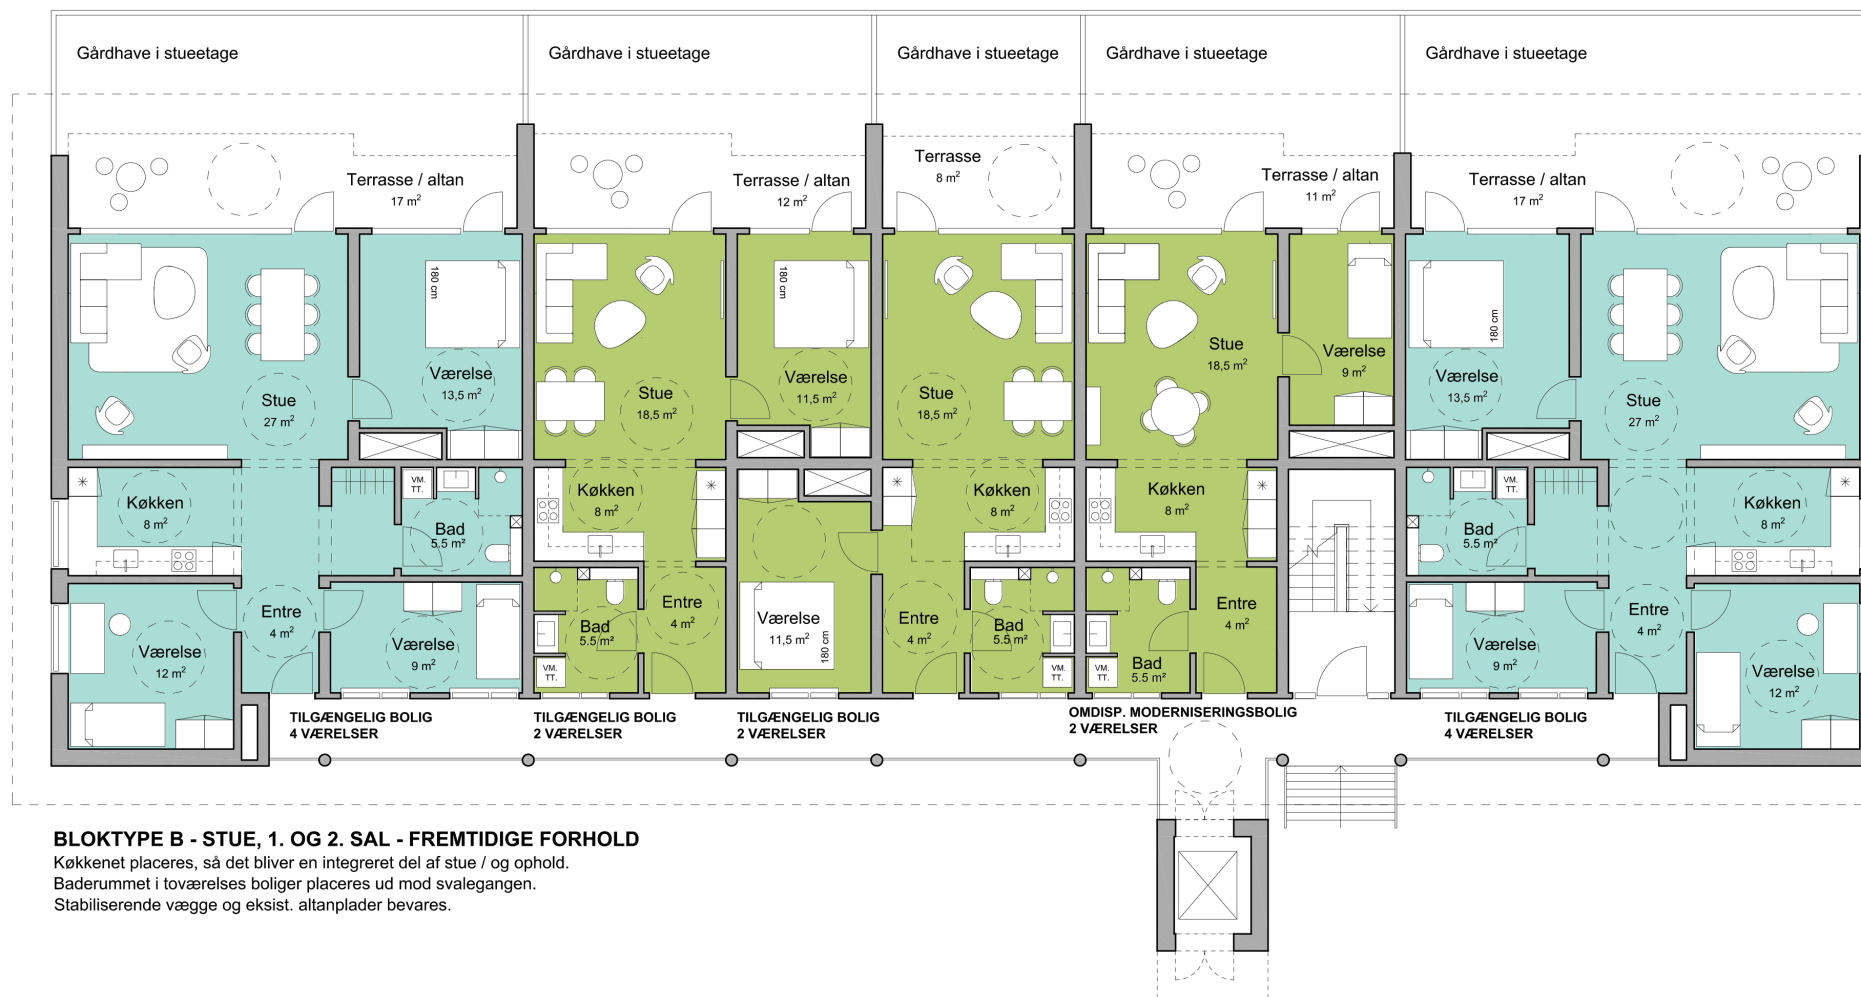 Gårdhave i stueetage
Gårdhave i stueetage
Gårdhave i stueetage
Gårdhave i stueetage
Gårdhave i stueetage
Terrasse / altan
17 m²
Terrasse / altan
12 m²
Terrasse
8 m²
Terrasse / altan
11 m²
Terrasse / altan
17 m²
180 cm
Værelse
13,5 m²
Stue
27 m²
Stue
18,5 m²
180 cm
Værelse
11,5 m²
Stue
18,5 m²
Stue
18,5 m²
Værelse
9 m²
180 cm
Værelse
13,5 m²
Stue
27 m²
Køkken
8 m²
VM.
TT.
Bad
5.5 m²
Køkken
8 m²
Køkken
8 m²
Køkken
8 m²
VM.
TT.
Bad
5.5 m²
Køkken
8 m²
Værelse
12 m²
Entre
4 m²
Værelse
9 m²
Bad
5.5 m²
VM.
TT.
Entre
4 m²
Værelse
11,5 m²
180 cm
Entre
4 m²
Bad
5.5 m²
VM.
TT.
VM.
TT.
Bad
5.5 m²
Entre
4 m²
Værelse
9 m²
Entre
4 m²
Værelse
12 m²
TILGÆNGELIG BOLIG
4 VÆRELSER
TILGÆNGELIG BOLIG
2 VÆRELSER
TILGÆNGELIG BOLIG
2 VÆRELSER
OMDISP. MODERNISERINGSBOLIG
2 VÆRELSER
TILGÆNGELIG BOLIG
4 VÆRELSER
BLOKTYPE B - STUE, 1. OG 2. SAL - FREMTIDIGE FORHOLD
Køkkenet placeres, så det bliver en integreret del af stue / og ophold.
Baderummet i toværelses boliger placeres ud mod svalegangen.
Stabiliserende vægge og eksist. altanplader bevares.